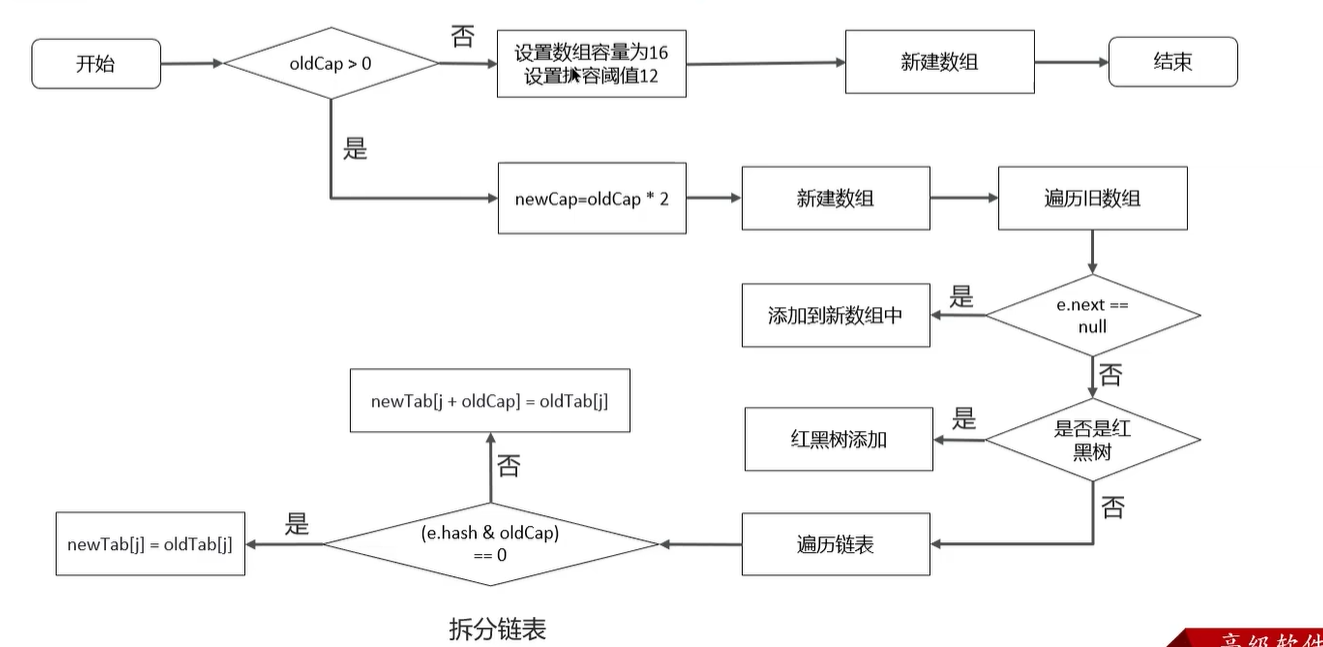 开始
oldCap > 0
否
设置数组容量为16
设置扩容阈值12
新建数组
结束
是
newCap=oldCap * 2
新建数组
遍历旧数组
e.next ==
null
是
添加到新数组中
否
是否是红
黑树
是
红黑树添加
否
遍历链表
(e.hash & oldCap)
== 0
否
newTab[j + oldCap] = oldTab[j]
是
newTab[j] = oldTab[j]
拆分链表
高级软件